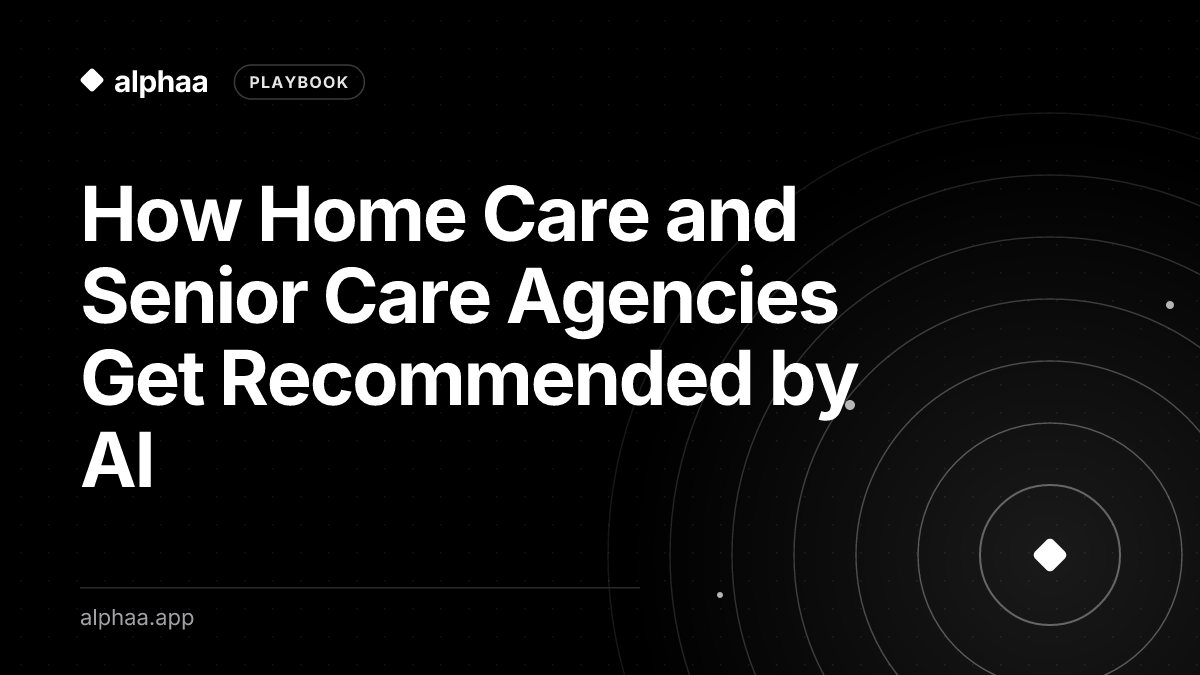 alphaa PLAYBOOK
How Home Care and
Senior Care Agencies
Get Recommended by
AI
alphaa.app